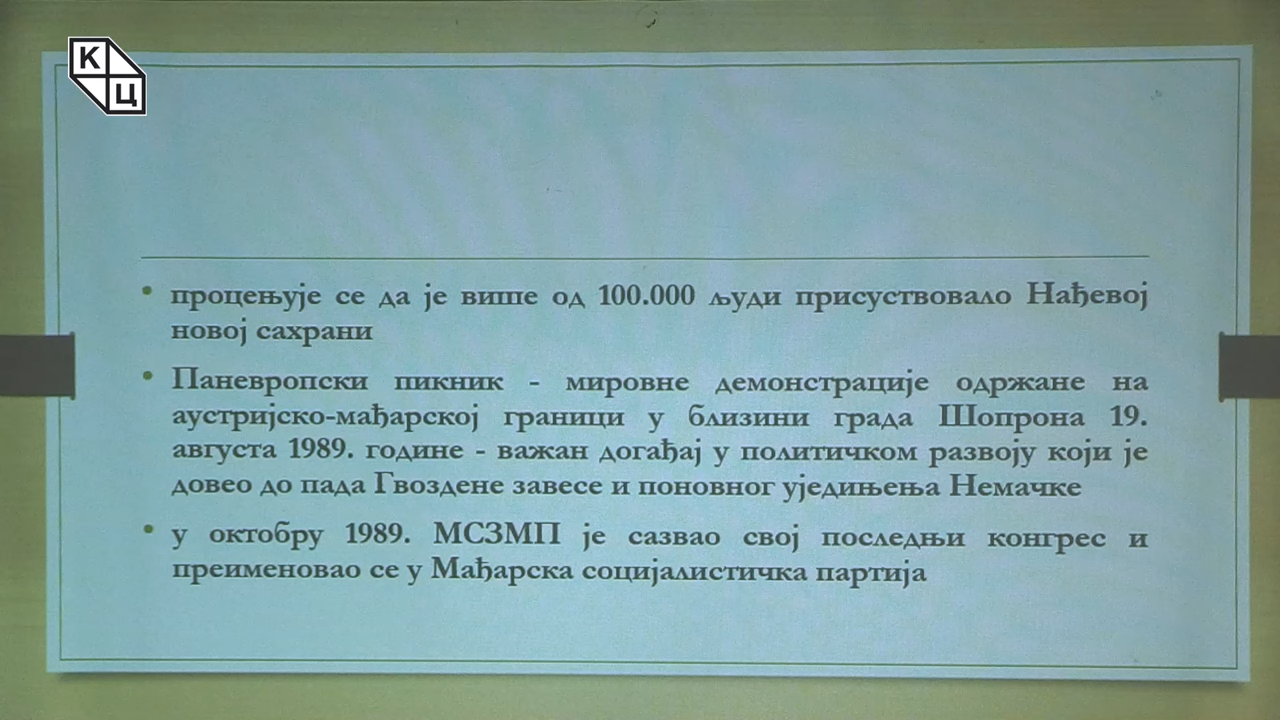 К
Ц
• процењује се да је више од 100.000 људи присуствовало Нађевој
новој сахрани
• Паневропски пикник - мировне демонстрације одржане на
аустријско-мађарској граници у близини града Шопрона 19.
августа 1989. године - важан догађај у политичком развоју који је
довео до пада Гвоздене завесе и поновног уједињења Немачке
• у октобру 1989. МСЗМП је сазвао свој последњи конгрес и
преименовао се у Мађарска социјалистичка партија